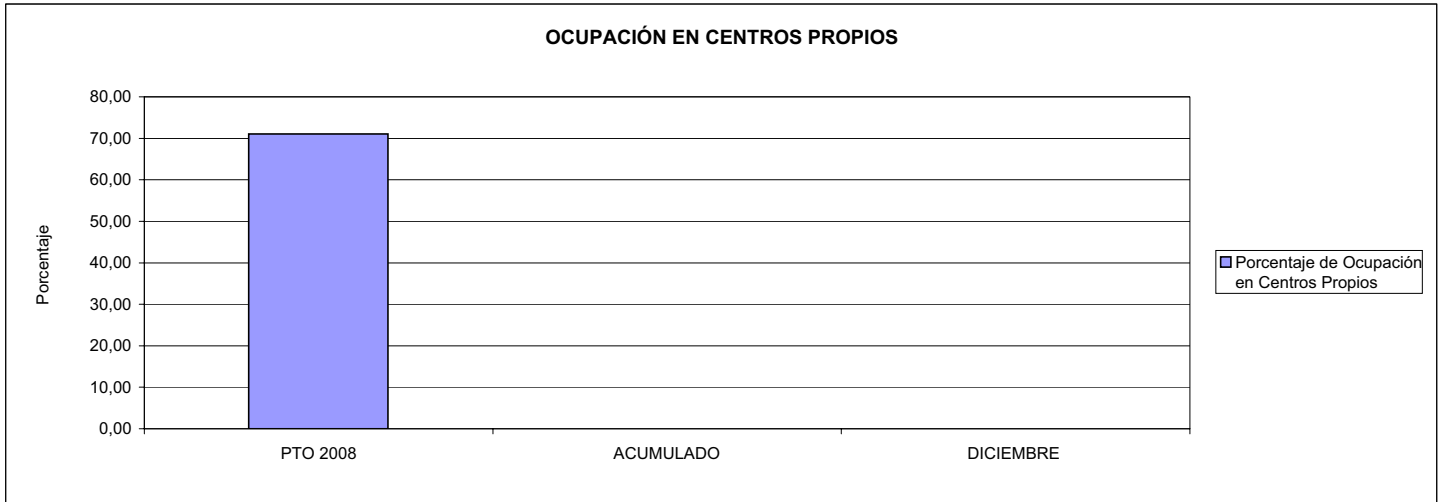 OCUPACIÓN EN CENTROS PROPIOS
80,00
70,00
60,00
50,00
40,00
30,00
20,00
10,00
0,00
Porcentaje
PTO 2008
ACUMULADO
DICIEMBRE
Porcentaje de Ocupación
en Centros Propios